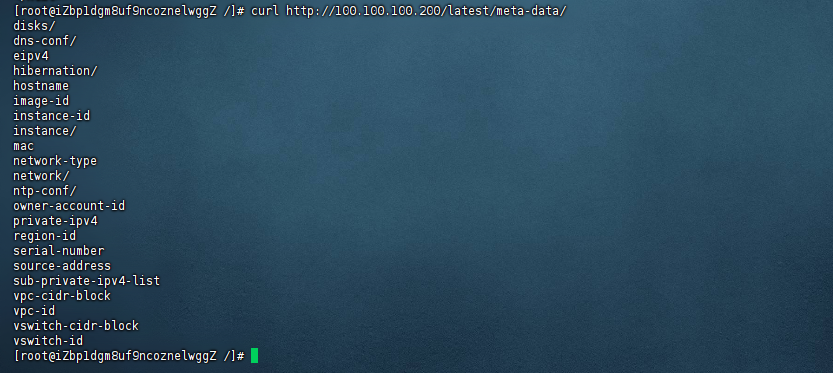 [root@iZbp1dgm8uf9ncoznelwggZ /]# curl http://100.100.100.200/latest/meta-data/
disks/
dns-conf/
eipv4
hibernation/
hostname
image-id
instance-id
instance/
mac
network-type
network/
ntp-conf/
owner-account-id
private-ipv4
region-id
serial-number
source-address
sub-private-ipv4-list
vpc-cidr-block
vpc-id
vswitch-cidr-block
vswitch-id
[root@iZbp1dgm8uf9ncoznelwggZ /]#